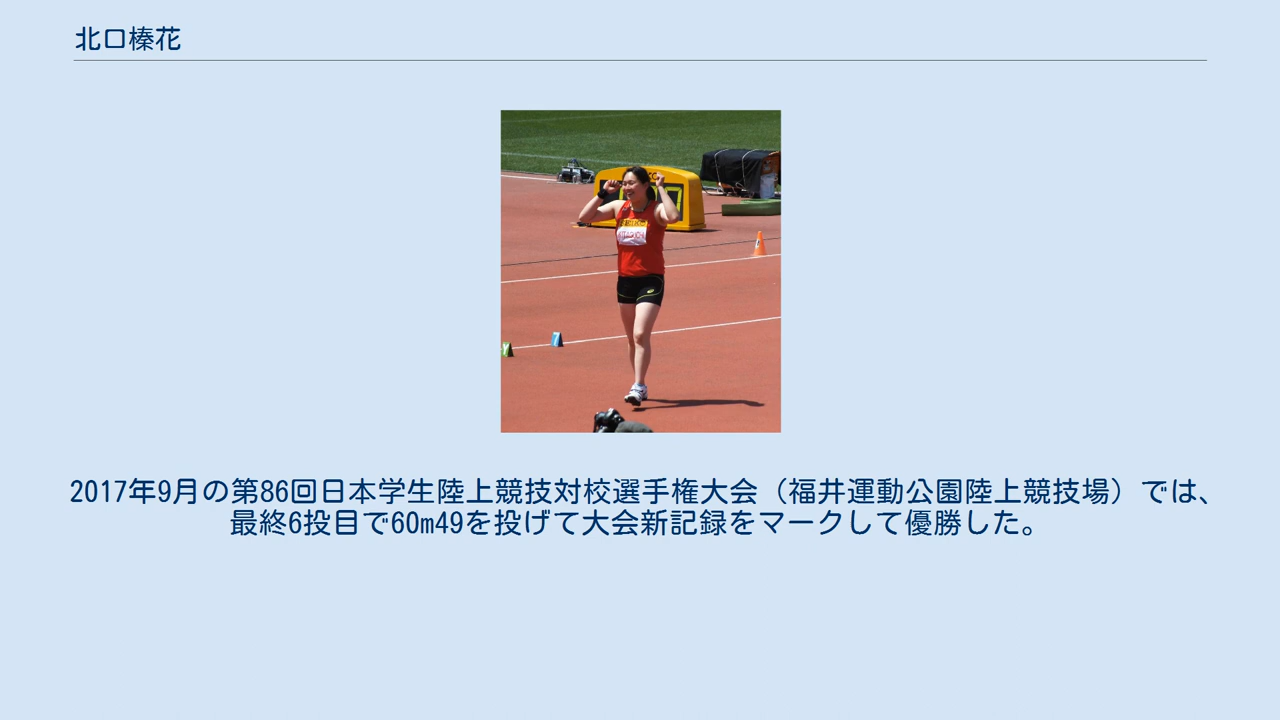 北口榛花
2017年9月の第86回日本学生陸上競技対校選手権大会（福井運動公園陸上競技場）では、
最終6投目で60m49を投げて大会新記録をマークして優勝した。